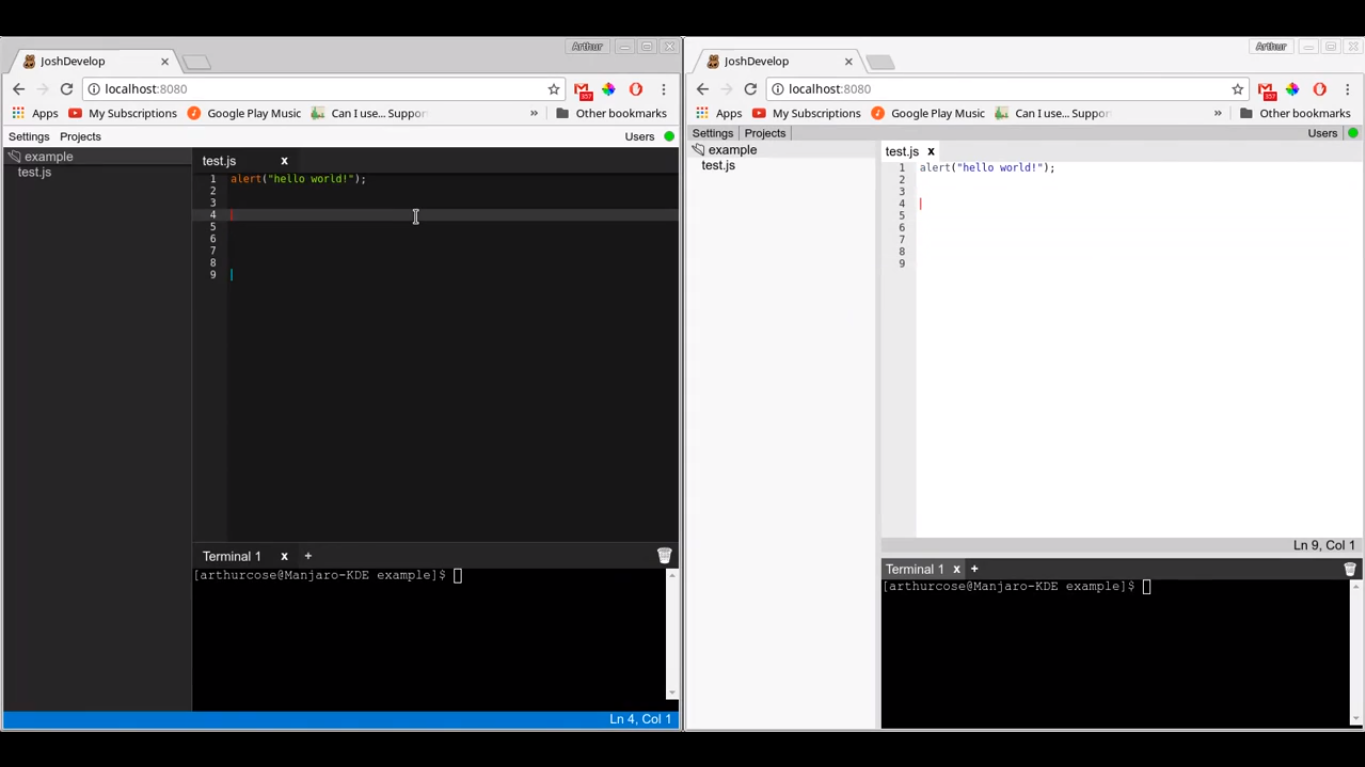 Arthur
JoshDevelop
localhost:8080
Apps My Subscriptions Google Play Music Can I use... Suppor » Other bookmarks
Settings Projects Users
example
test.js
test.js x
1 alert("hello world!");
2
3
4
5
6
7
8
9
Terminal 1 x +
[arthurcose@Manjaro-KDE example]$
Ln 4, Col 1
Arthur
JoshDevelop
localhost:8080
Apps My Subscriptions Google Play Music Can I use... Suppor » Other bookmarks
Settings Projects Users
example
test.js
test.js x
1 alert("hello world!");
2
3
4
5
6
7
8
9
Ln 9, Col 1
Terminal 1 x +
[arthurcose@Manjaro-KDE example]$